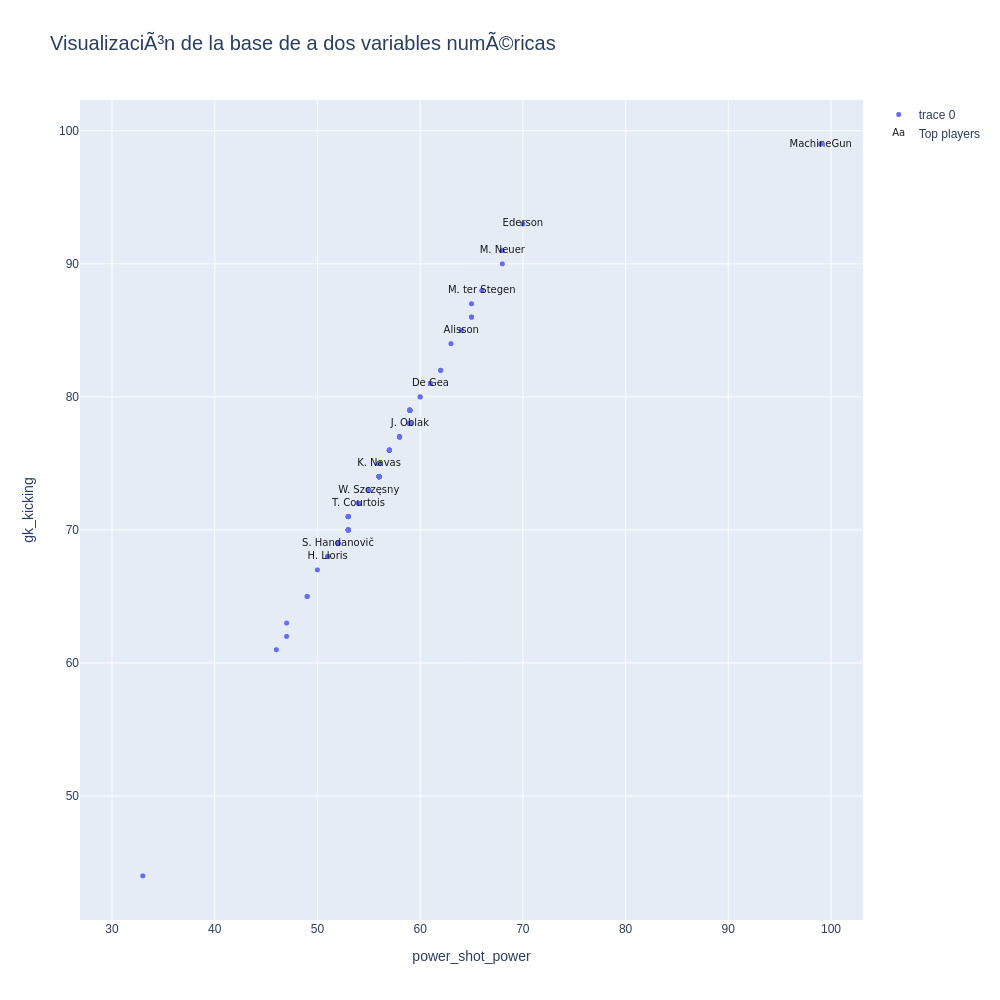 VisualizaciÃ³n de la base de a dos variables numÃ©ricas
trace 0
Aa Top players
100
90
80
70
60
50
gk_kicking
MachineGun
Ederson
M. Neuer
M. ter Stegen
Alisson
De Gea
J. Oblak
K. Navas
W. Szczęsny
T. Courtois
S. Handanovič
H. Lloris
30 40 50 60 70 80 90 100
power_shot_power